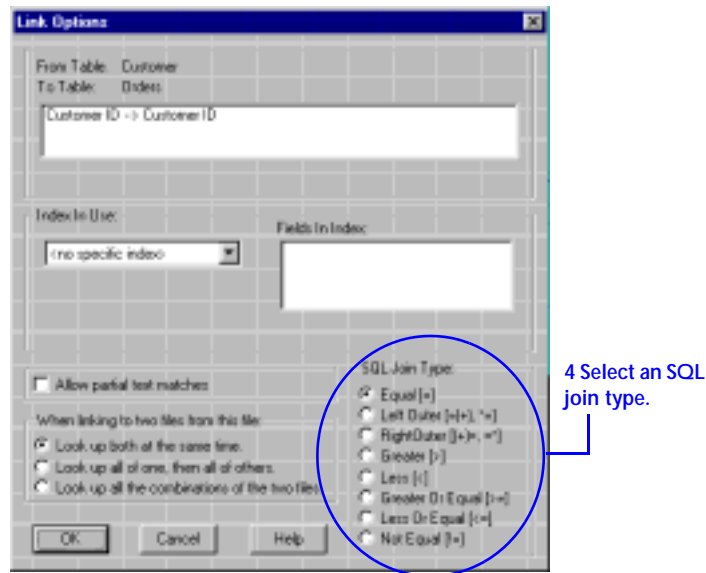 Link Options
From Table: Customer
To Table: Orders
Customer ID --> Customer ID
Index In Use:
Fields In Index:
<no specific index>
Allow partial text matches
When linking to two files from this file:
Look up both at the same time.
Look up all of one, then all of others.
Look up all the combinations of the two files
SQL Join Type:
Equal [=]
Left Outer [=(+), *=]
RightOuter [(+)=, =*]
Greater [>]
Less [<]
Greater Or Equal [>=]
Less Or Equal [<=]
Not Equal [!=]
OK
Cancel
Help
4 Select an SQL
join type.